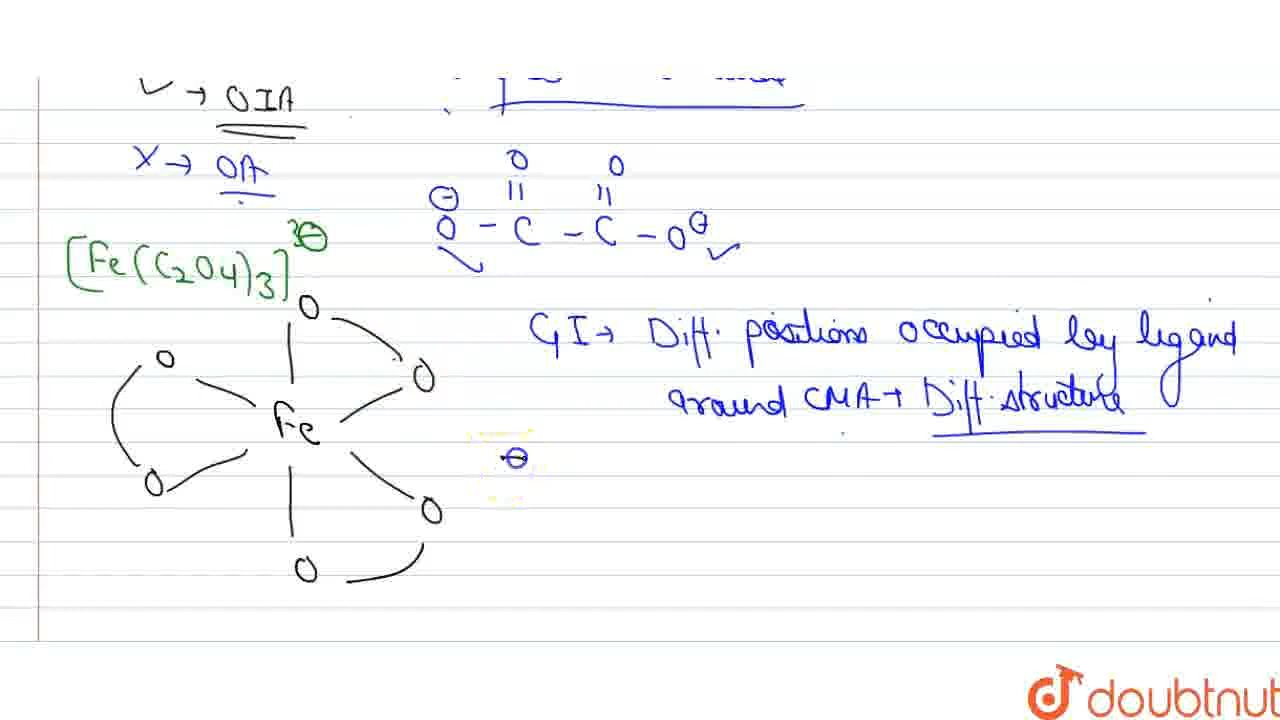 ✓ → OIA
X → OA
[Fe(C2O4)3]3⊖
O O
|| ||
⊖O - C - C - O⊖
GI → Diff. positions occupied by ligand
around CMA → Diff. structure
O
O
O
Fe
O
⊖
O
O
doubtnut